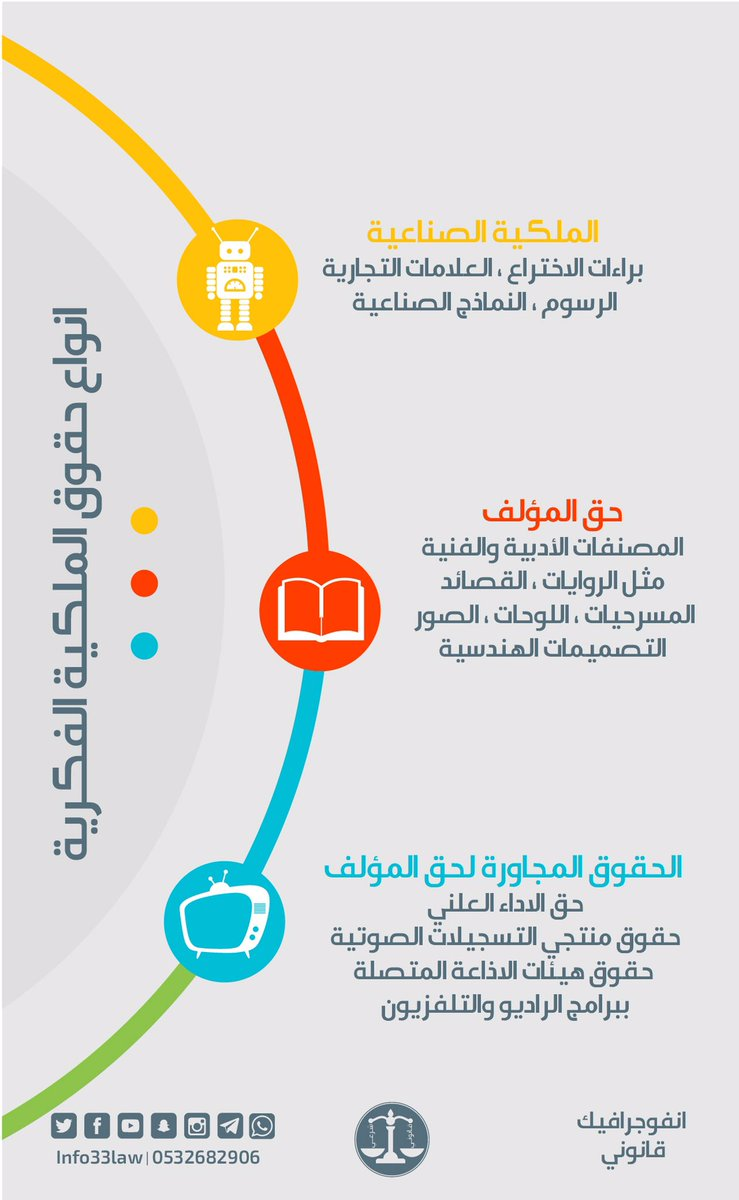 انواع حقوق الملكية الفكرية
الملكية الصناعية
براءات الاختراع ، العلامات التجارية
الرسوم ، النماذج الصناعية
حق المؤلف
المصنفات الأدبية والفنية
مثل الروايات ، القصائد
المسرحيات ، اللوحات ، الصور
التصميمات الهندسية
الحقوق المجاورة لحق المؤلف
حق الاداء العلني
حقوق منتجي التسجيلات الصوتية
حقوق هيئات الاذاعة المتصلة
ببرامج الراديو والتلفزيون
انفوجرافيك
قانوني
Info33law | 0532682906